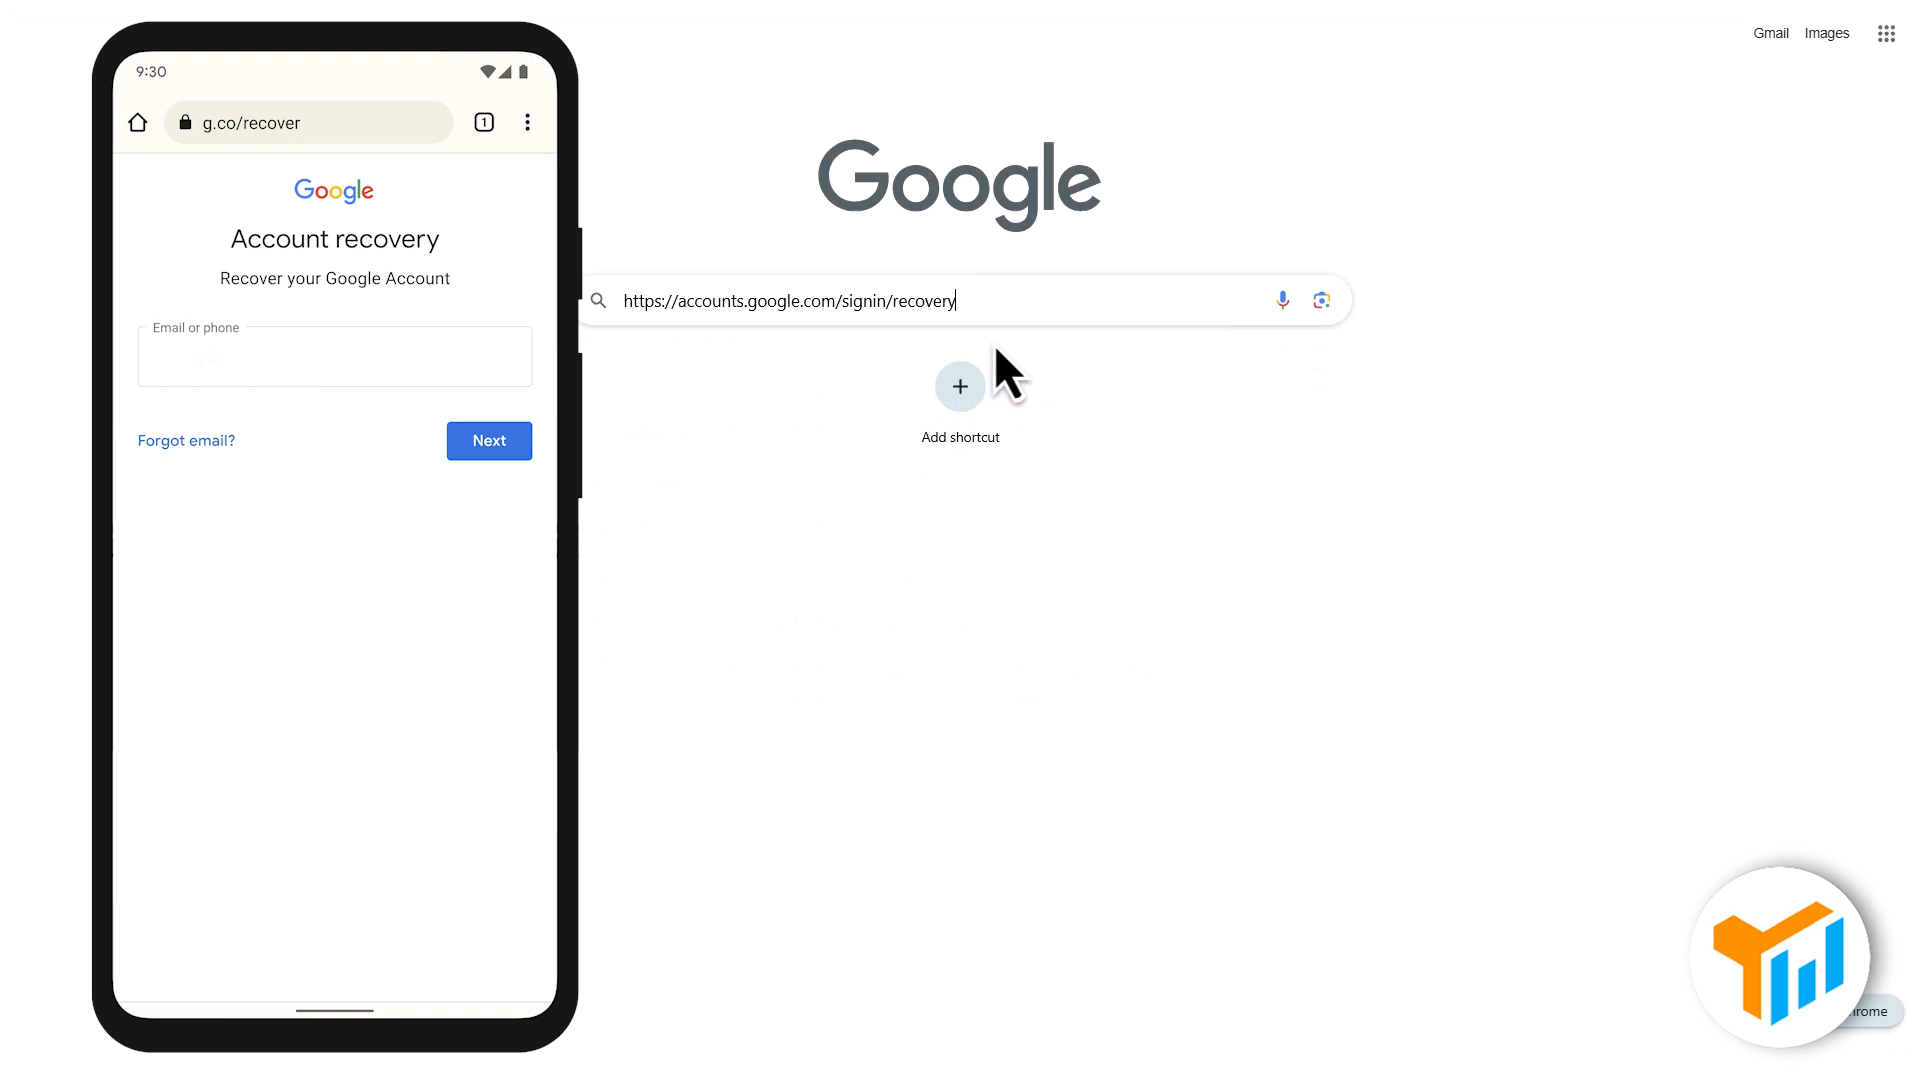 9:30
g.co/recover
1
Google
Account recovery
Recover your Google Account
Email or phone
Forgot email?
Next
Gmail
Images
Google
https://accounts.google.com/signin/recovery
Add shortcut